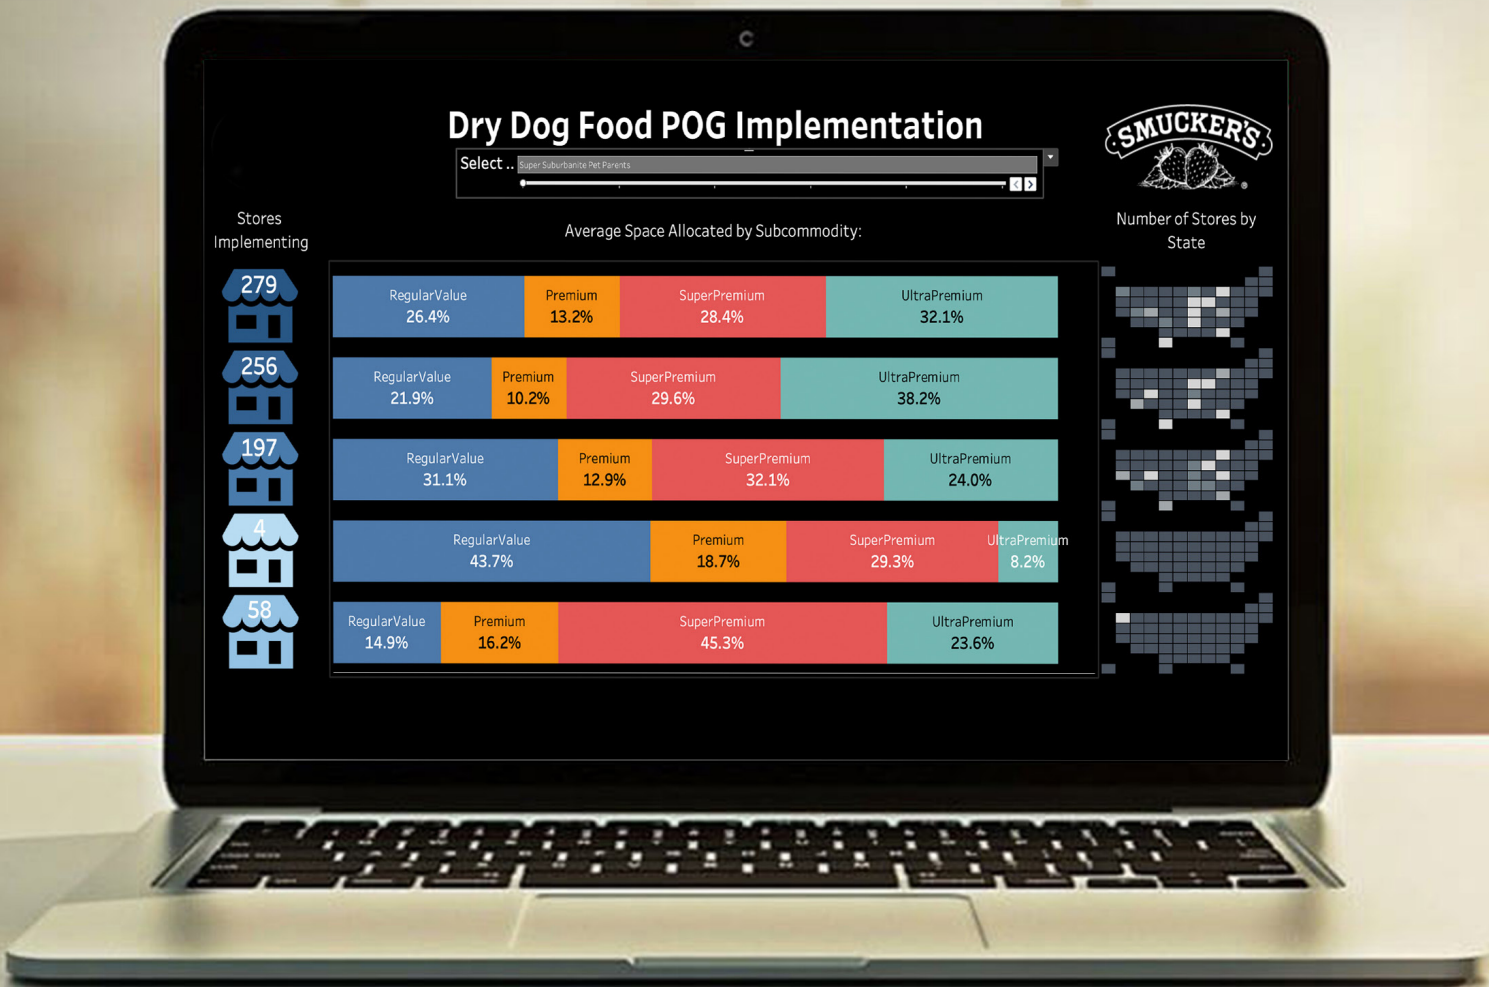 Dry Dog Food POG Implementation
SMUCKER'S
®
Select ..
Super Suburbanite Pet Parents
Stores
Implementing
Average Space Allocated by Subcommodity:
Number of Stores by
State
279
RegularValue
26.4%
Premium
13.2%
SuperPremium
28.4%
UltraPremium
32.1%
256
RegularValue
21.9%
Premium
10.2%
SuperPremium
29.6%
UltraPremium
38.2%
197
RegularValue
31.1%
Premium
12.9%
SuperPremium
32.1%
UltraPremium
24.0%
4
RegularValue
43.7%
Premium
18.7%
SuperPremium
29.3%
UltraPremium
8.2%
58
RegularValue
14.9%
Premium
16.2%
SuperPremium
45.3%
UltraPremium
23.6%